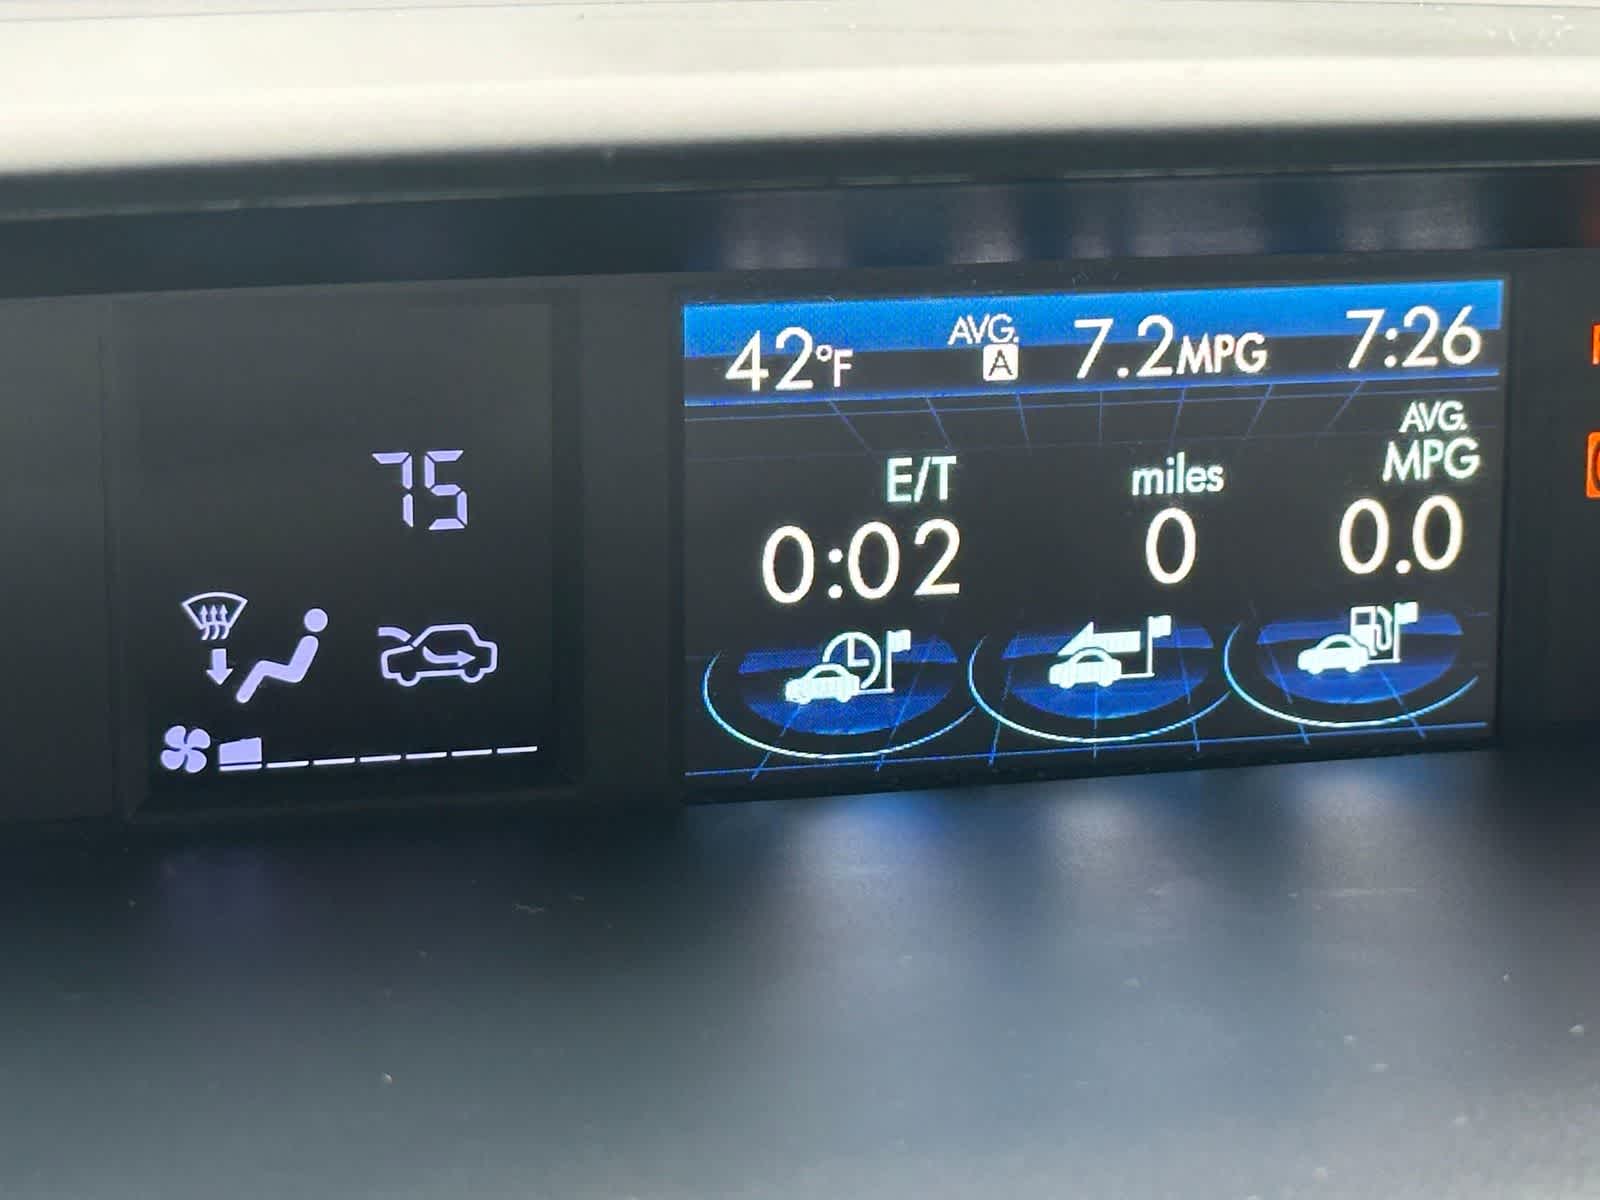 75
42°F AVG. A 7.2MPG 7:26
E/T miles AVG. MPG
0:02 0 0.0